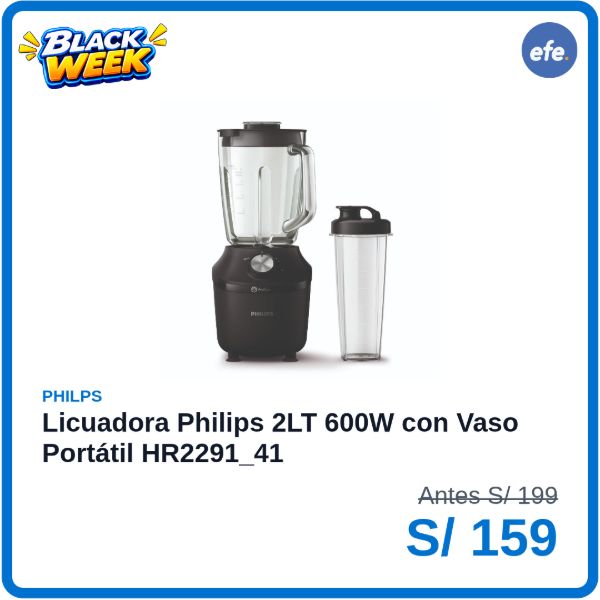 BLACK
WEEK
efe.
PHILIPS
PHILPS
Licuadora Philips 2LT 600W con Vaso
Portátil HR2291_41
Antes S/ 199
S/ 159